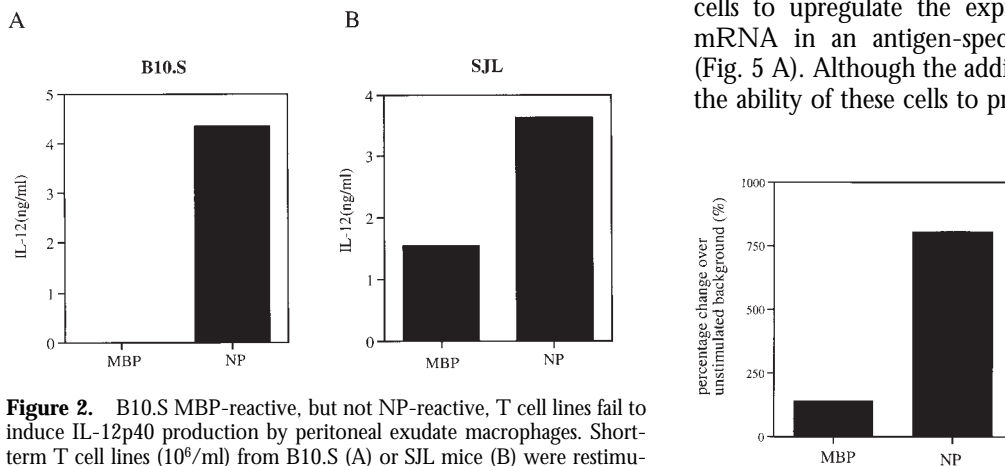 A
B10.S
5
4
3
2
1
0
IL-12(ng/ml)
MBP
NP
B
SJL
4
3
2
1
0
IL-12(ng/ml)
MBP
NP
Figure 2. B10.S MBP-reactive, but not NP-reactive, T cell lines fail to
induce IL-12p40 production by peritoneal exudate macrophages. Short-
term T cell lines (10⁶/ml) from B10.S (A) or SJL mice (B) were restimu-
cells to upregulate the exp
mRNA in an antigen-spec
(Fig. 5 A). Although the addi
the ability of these cells to pr
1000
750
500
250
0
percentage change over
unstimulated background (%)
MBP
NP